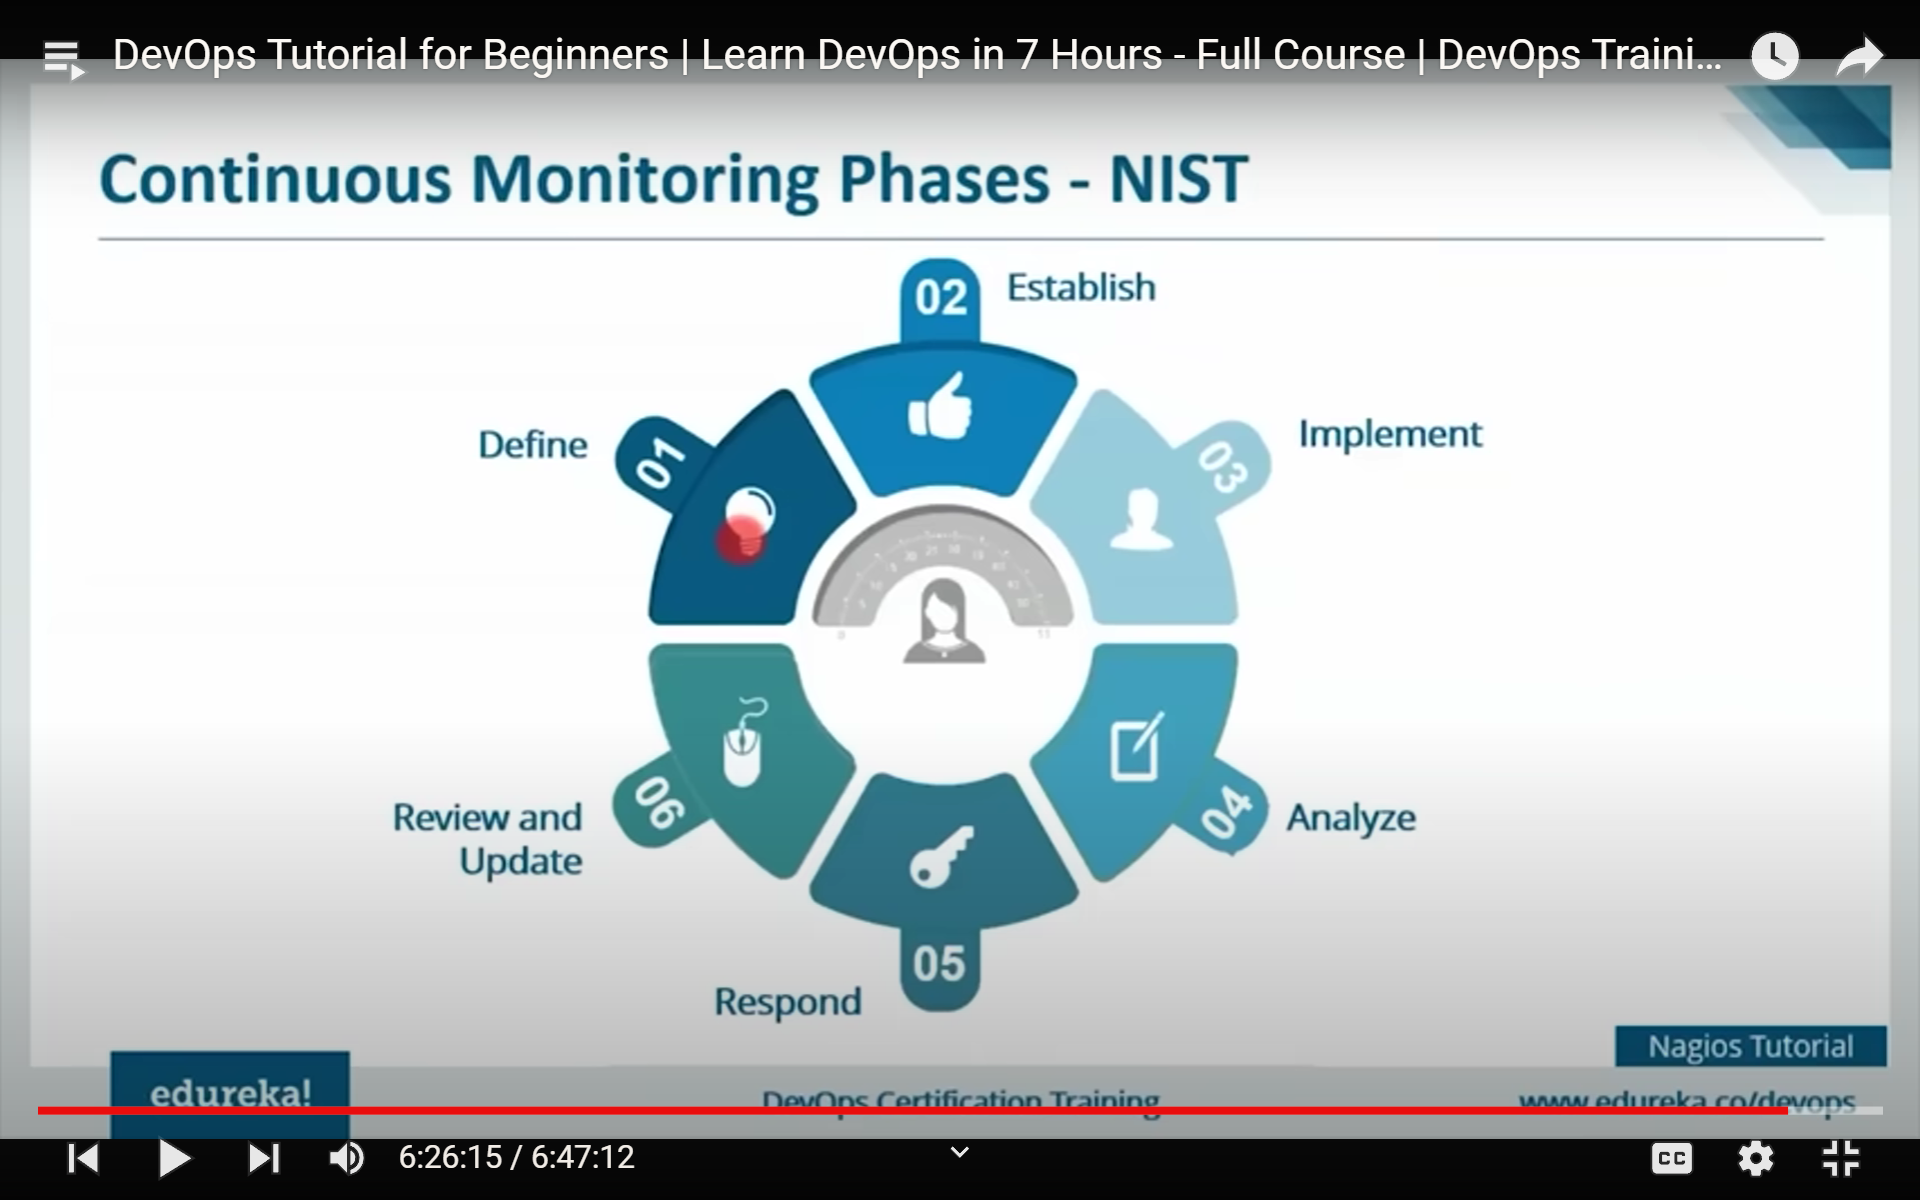 DevOps Tutorial for Beginners | Learn DevOps in 7 Hours - Full Course | DevOps Traini...
Continuous Monitoring Phases - NIST
02
Establish
Define
01
03
Implement
06
Review and
Update
04
Analyze
05
Respond
Nagios Tutorial
edureka!
DevOps Certification Training
www.edureka.co/devops
6:26:15 / 6:47:12
CC